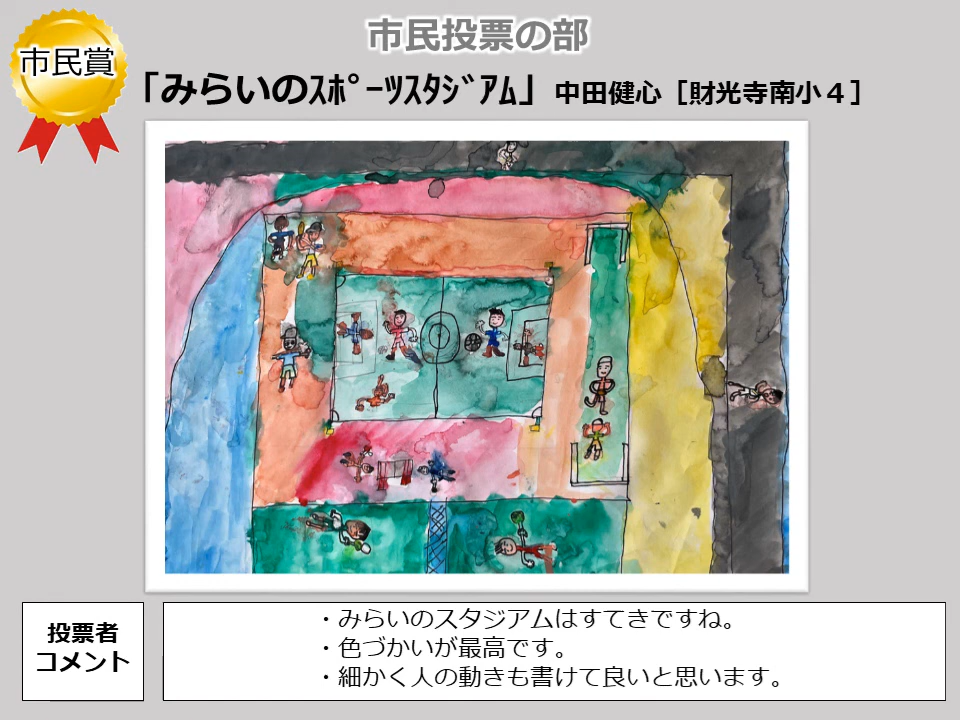 市民賞
市民投票の部
「みらいのｽﾎﾟｰﾂｽﾀｼﾞｱﾑ」 中田健心［財光寺南小４］
投票者
コメント
・みらいのスタジアムはすてきですね。
・色づかいが最高です。
・細かく人の動きも書けて良いと思います。